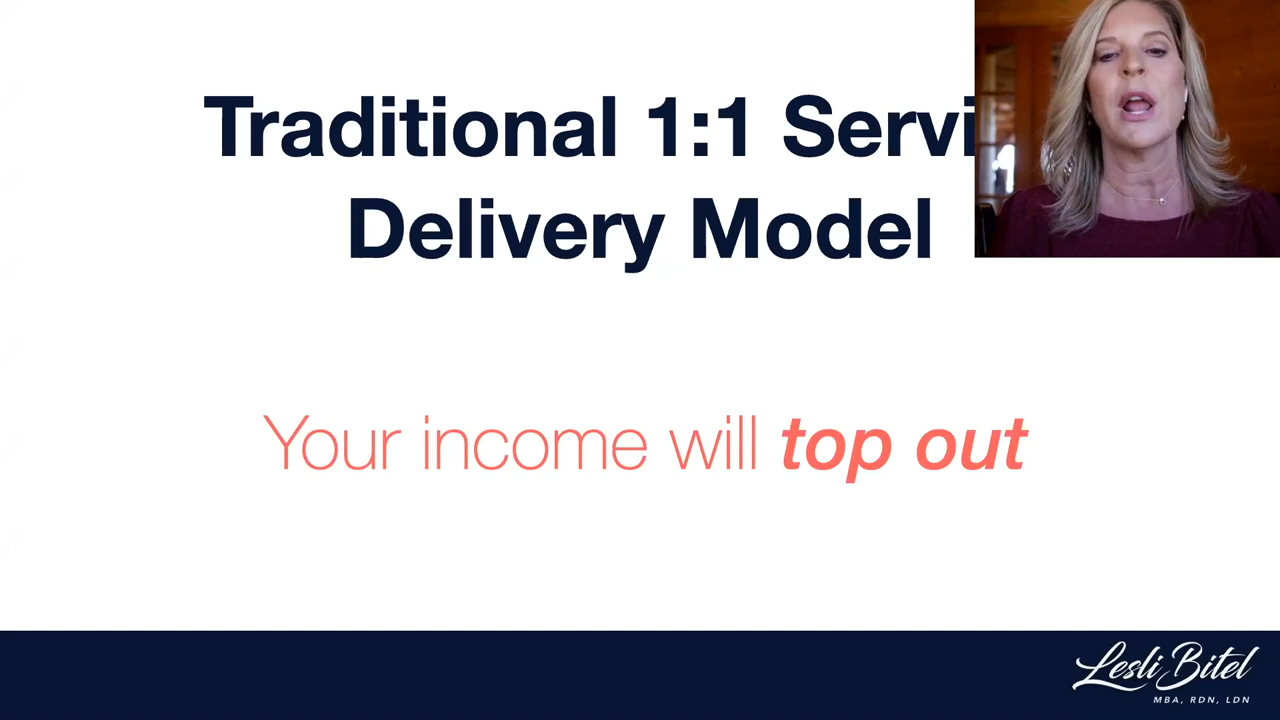 Traditional 1:1 Servi
Delivery Model
Your income will top out
Lesli Bitel
MBA, RDN, LDN